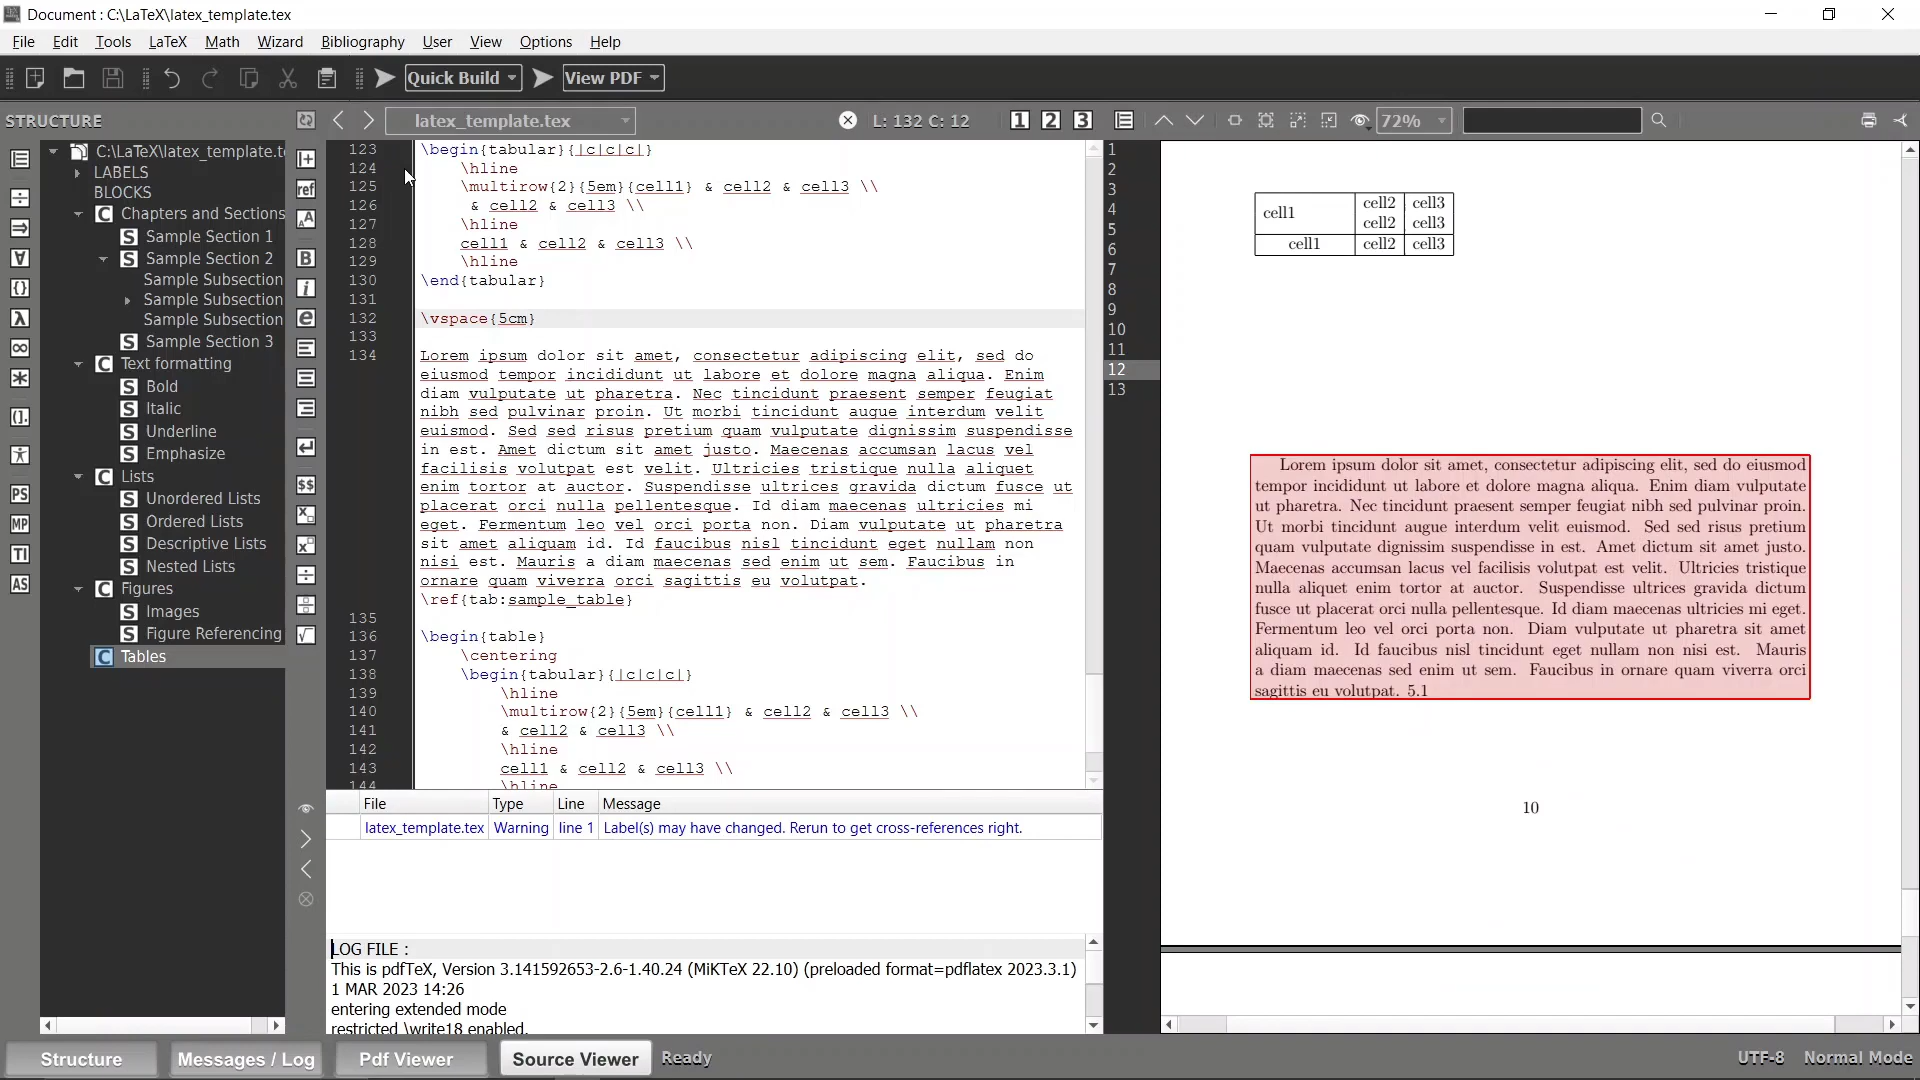 Document : C:\LaTeX\latex_template.tex
File Edit Tools LaTeX Math Wizard Bibliography User View Options Help
Quick Build View PDF
STRUCTURE
latex_template.tex
L: 132 C: 12
1 2 3
72%
C:\LaTeX\latex_template.t
LABELS
BLOCKS
Chapters and Sections
Sample Section 1
Sample Section 2
Sample Subsection
Sample Subsection
Sample Subsection
Sample Section 3
Text formatting
Bold
Italic
Underline
Emphasize
Lists
Unordered Lists
Ordered Lists
Descriptive Lists
Nested Lists
Figures
Images
Figure Referencing
Tables
PS
MP
TI
AS
ref
123 \begin{tabular}{|c|c|c|}
124 \hline
125 \multirow{2}{5em}{cell1} & cell2 & cell3 \\
126 & cell2 & cell3 \\
127 \hline
128 cell1 & cell2 & cell3 \\
129 \hline
130 \end{tabular}
131
132 \vspace{5cm}
133
134 Lorem ipsum dolor sit amet, consectetur adipiscing elit, sed do
eiusmod tempor incididunt ut labore et dolore magna aliqua. Enim
diam vulputate ut pharetra. Nec tincidunt praesent semper feugiat
nibh sed pulvinar proin. Ut morbi tincidunt augue interdum velit
euismod. Sed sed risus pretium quam vulputate dignissim suspendisse
in est. Amet dictum sit amet justo. Maecenas accumsan lacus vel
facilisis volutpat est velit. Ultricies tristique nulla aliquet
enim tortor at auctor. Suspendisse ultrices gravida dictum fusce ut
placerat orci nulla pellentesque. Id diam maecenas ultricies mi
eget. Fermentum leo vel orci porta non. Diam vulputate ut pharetra
sit amet aliquam id. Id faucibus nisl tincidunt eget nullam non
nisi est. Mauris a diam maecenas sed enim ut sem. Faucibus in
ornare quam viverra orci sagittis eu volutpat.
\ref{tab:sample_table}
135
136 \begin{table}
137 \centering
138 \begin{tabular}{|c|c|c|}
139 \hline
140 \multirow{2}{5em}{cell1} & cell2 & cell3 \\
141 & cell2 & cell3 \\
142 \hline
143 cell1 & cell2 & cell3 \\
144 \hline
File Type Line Message
latex_template.tex Warning line 1 Label(s) may have changed. Rerun to get cross-references right.
LOG FILE :
This is pdfTeX, Version 3.141592653-2.6-1.40.24 (MiKTeX 22.10) (preloaded format=pdflatex 2023.3.1)
1 MAR 2023 14:26
entering extended mode
restricted \write18 enabled.
1
2
3
4
5
6
7
8
9
10
11
12
13
cell1 cell2 cell3
cell2 cell3
cell1 cell2 cell3
Lorem ipsum dolor sit amet, consectetur adipiscing elit, sed do eiusmod
tempor incididunt ut labore et dolore magna aliqua. Enim diam vulputate
ut pharetra. Nec tincidunt praesent semper feugiat nibh sed pulvinar proin.
Ut morbi tincidunt augue interdum velit euismod. Sed sed risus pretium
quam vulputate dignissim suspendisse in est. Amet dictum sit amet justo.
Maecenas accumsan lacus vel facilisis volutpat est velit. Ultricies tristique
nulla aliquet enim tortor at auctor. Suspendisse ultrices gravida dictum
fusce ut placerat orci nulla pellentesque. Id diam maecenas ultricies mi eget.
Fermentum leo vel orci porta non. Diam vulputate ut pharetra sit amet
aliquam id. Id faucibus nisl tincidunt eget nullam non nisi est. Mauris
a diam maecenas sed enim ut sem. Faucibus in ornare quam viverra orci
sagittis eu volutpat. 5.1
10
Structure Messages / Log Pdf Viewer Source Viewer Ready
UTF-8 Normal Mode